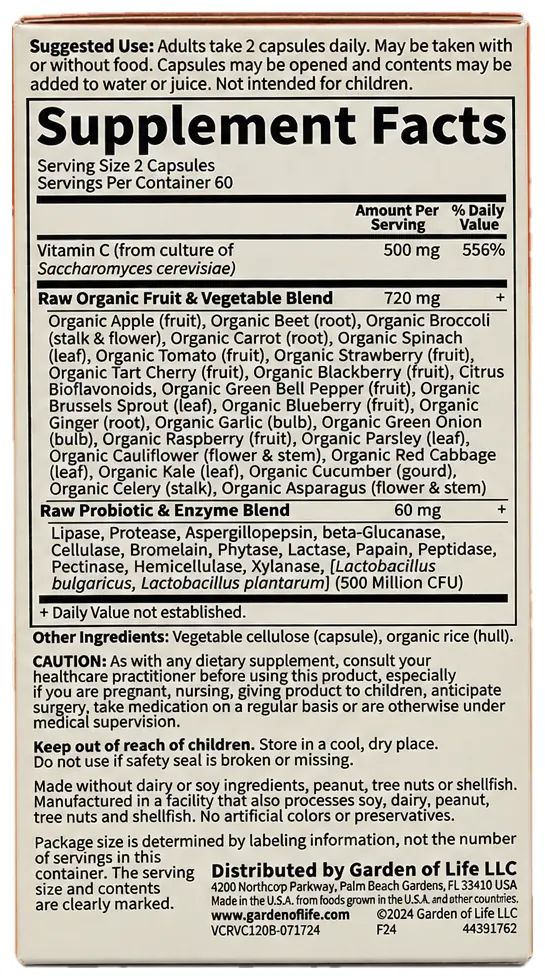 Suggested Use: Adults take 2 capsules daily. May be taken with
or without food. Capsules may be opened and contents may be
added to water or juice. Not intended for children.
Supplement Facts
Serving Size 2 Capsules
Servings Per Container 60
Amount Per Serving % Daily Value
Vitamin C (from culture of 500 mg 556%
Saccharomyces cerevisiae)
Raw Organic Fruit & Vegetable Blend 720 mg +
Organic Apple (fruit), Organic Beet (root), Organic Broccoli
(stalk & flower), Organic Carrot (root), Organic Spinach
(leaf), Organic Tomato (fruit), Organic Strawberry (fruit),
Organic Tart Cherry (fruit), Organic Blackberry (fruit), Citrus
Bioflavonoids, Organic Green Bell Pepper (fruit), Organic
Brussels Sprout (leaf), Organic Blueberry (fruit), Organic
Ginger (root), Organic Garlic (bulb), Organic Green Onion
(bulb), Organic Raspberry (fruit), Organic Parsley (leaf),
Organic Cauliflower (flower & stem), Organic Red Cabbage
(leaf), Organic Kale (leaf), Organic Cucumber (gourd),
Organic Celery (stalk), Organic Asparagus (flower & stem)
Raw Probiotic & Enzyme Blend 60 mg +
Lipase, Protease, Aspergillopepsin, beta-Glucanase,
Cellulase, Bromelain, Phytase, Lactase, Papain, Peptidase,
Pectinase, Hemicellulase, Xylanase, [Lactobacillus
bulgaricus, Lactobacillus plantarum] (500 Million CFU)
+ Daily Value not established.
Other Ingredients: Vegetable cellulose (capsule), organic rice (hull).
CAUTION: As with any dietary supplement, consult your
healthcare practitioner before using this product, especially
if you are pregnant, nursing, giving product to children, anticipate
surgery, take medication on a regular basis or are otherwise under
medical supervision.
Keep out of reach of children. Store in a cool, dry place.
Do not use if safety seal is broken or missing.
Made without dairy or soy ingredients, peanut, tree nuts or shellfish.
Manufactured in a facility that also processes soy, dairy, peanut,
tree nuts and shellfish. No artificial colors or preservatives.
Package size is determined by labeling information, not the number
of servings in this
container. The serving
size and contents
are clearly marked.
Distributed by Garden of Life LLC
4200 Northcorp Parkway, Palm Beach Gardens, FL 33410 USA
Made in the U.S.A. from foods grown in the U.S.A. and other countries.
www.gardenoflife.com ©2024 Garden of Life LLC
VCRVC120B-071724 F24 44391762